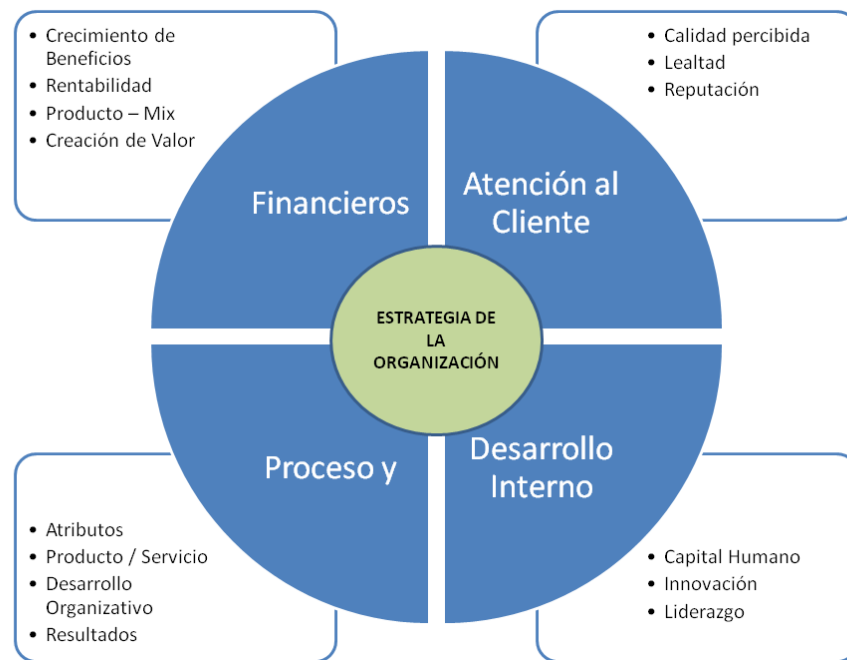 • Crecimiento de
Beneficios
• Rentabilidad
• Producto – Mix
• Creación de Valor
• Calidad percibida
• Lealtad
• Reputación
Financieros
Atención al
Cliente
ESTRATEGIA DE
LA
ORGANIZACIÓN
Proceso y
Desarrollo
Interno
• Atributos
• Producto / Servicio
• Desarrollo
Organizativo
• Resultados
• Capital Humano
• Innovación
• Liderazgo